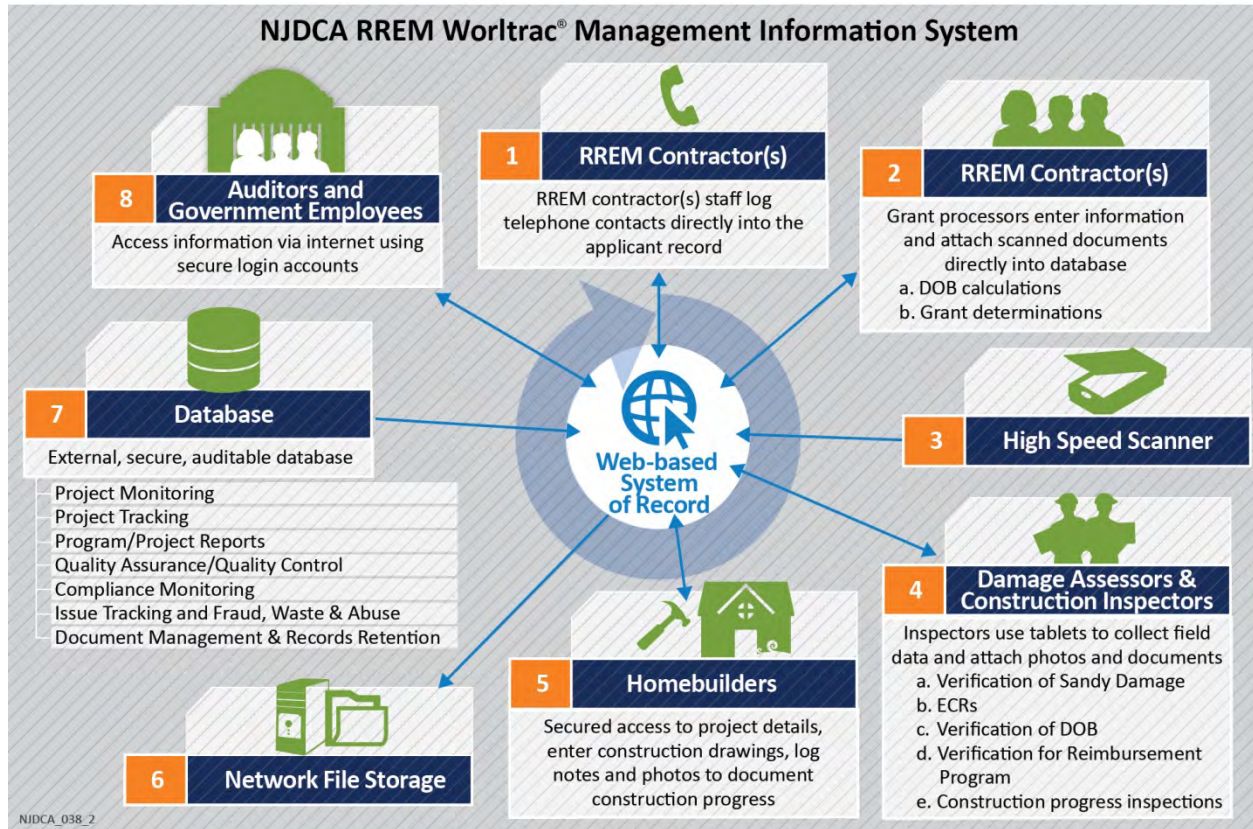 NJDCA RREM Worltrac® Management Information System
1
RREM Contractor(s)
RREM contractor(s) staff log
telephone contacts directly into the
applicant record
2
RREM Contractor(s)
Grant processors enter information
and attach scanned documents
directly into database
a. DOB calculations
b. Grant determinations
3
High Speed Scanner
4
Damage Assessors &
Construction Inspectors
Inspectors use tablets to collect field
data and attach photos and documents
a. Verification of Sandy Damage
b. ECRs
c. Verification of DOB
d. Verification for Reimbursement
Program
e. Construction progress inspections
5
Homebuilders
Secured access to project details,
enter construction drawings, log
notes and photos to document
construction progress
6
Network File Storage
7
Database
External, secure, auditable database
Project Monitoring
Project Tracking
Program/Project Reports
Quality Assurance/Quality Control
Compliance Monitoring
Issue Tracking and Fraud, Waste & Abuse
Document Management & Records Retention
8
Auditors and
Government Employees
Access information via internet using
secure login accounts
Web-based
System
of Record
NJDCA_038_2